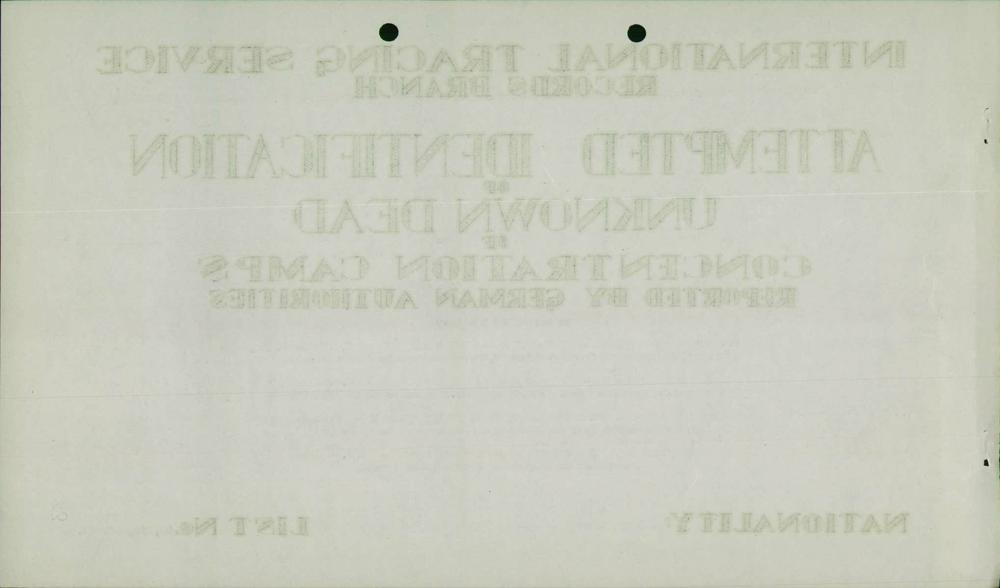 INTERNATIONAL TRACING SERVICE
RECORDS BRANCH
ATTEMPTED IDENTIFICATION
OF
UNKNOWN DEAD
OF
CONCENTRATION CAMPS
REPORTED BY GERMAN AUTHORITIES
NATIONALITY: LIST No.